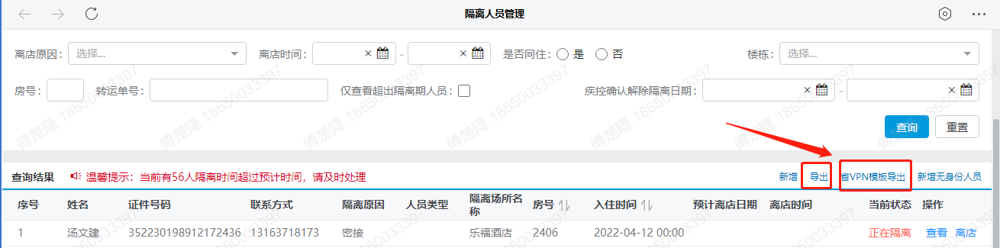 隔离人员管理
离店原因： 选择... 离店时间： - 是否同住： 是 否 楼栋： 选择...
房号： 转运单号： 仅查看超出隔离期人员： 疾控确认解除隔离日期： -
查询 重置
查询结果 温馨提示：当前有56人隔离时间超过预计时间，请及时处理 新增 导出 省VPN模板导出 新增无身份人员
序号 姓名 证件号码 联系方式 隔离原因 人员类型 隔离场所名称 房号 入住时间 预计离店日期 离店时间 当前状态 操作
1 汤文建 352230198912172436 13163718173 密接 乐福酒店 2406 2022-04-12 00:00 正在隔离 查看 离店
傅楚隆 18650033397